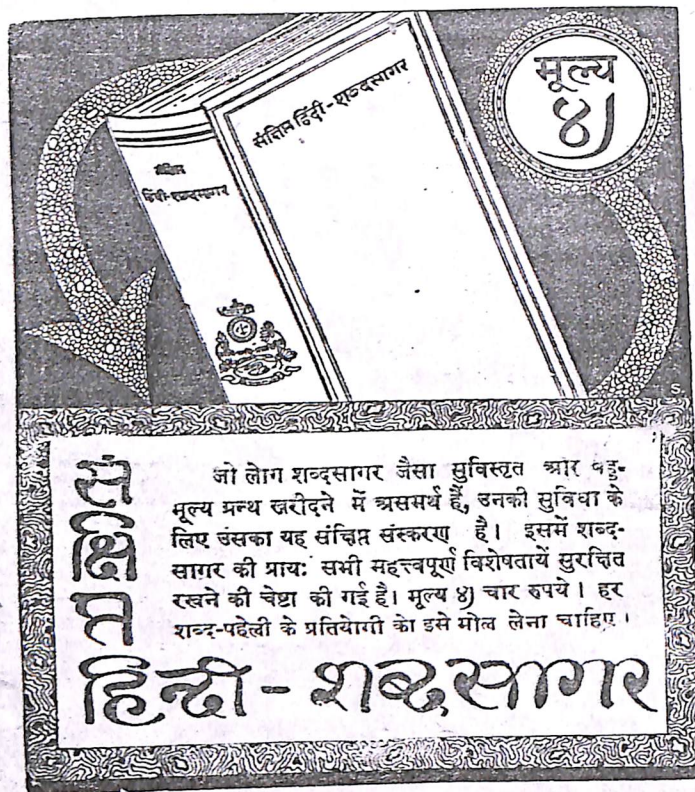 मूल्य
४)
संक्षिप्त हिंदी-शब्दसागर
संक्षिप्त
हिंदी-शब्दसागर
जो लोग शब्दसागर जैसा सुविस्तृत और बहु-
मूल्य ग्रन्थ खरीदने में असमर्थ हैं, उनकी सुविधा के
लिए उसका यह संक्षिप्त संस्करण है। इसमें शब्द-
सागर की प्रायः सभी महत्त्वपूर्ण विशेषतायें सुरक्षित
रखने की चेष्टा की गई है। मूल्य ४) चार रुपये। हर
शब्द-पहेली के प्रतियोगी को इसे मोल लेना चाहिए।
संक्षिप्त
हिन्दी-शब्दसागर